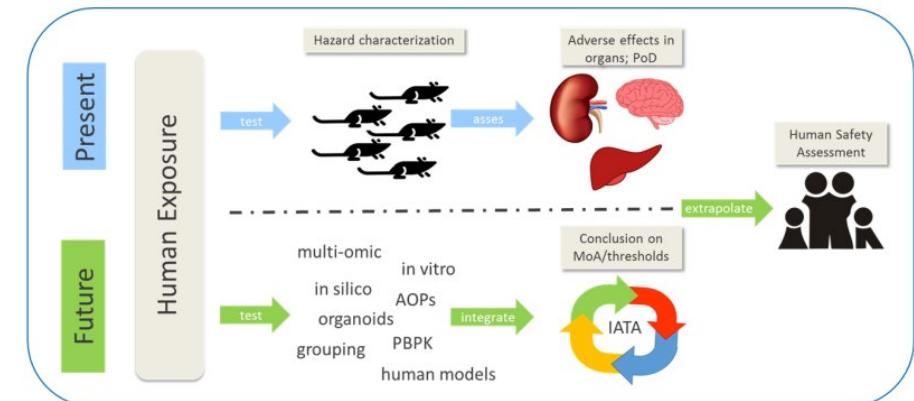 Present
Human Exposure
Hazard characterization
Adverse effects in
organs; PoD
test
asses
Human Safety
Assessment
extrapolate
Future
test
multi-omic
in vitro
in silico
AOPs
organoids
grouping
PBPK
human models
integrate
Conclusion on
MoA/thresholds
IATA